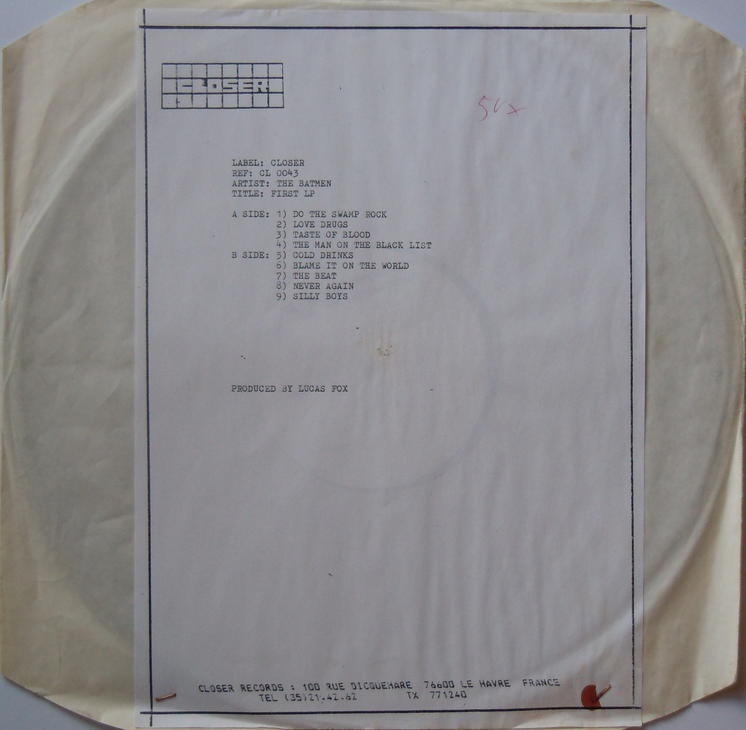 CLOSER
LABEL: CLOSER
REF: CL 0043
ARTIST: THE BATMEN
TITLE: FIRST LP
A SIDE: 1) DO THE SWAMP ROCK
2) LOVE DRUGS
3) TASTE OF BLOOD
4) THE MAN ON THE BLACK LIST
B SIDE: 5) COLD DRINKS
6) BLAME IT ON THE WORLD
7) THE BEAT
8) NEVER AGAIN
9) SILLY BOYS
PRODUCED BY LUCAS FOX
CLOSER RECORDS : 100 RUE DICQUEMARE 76600 LE HAVRE FRANCE
TEL (35)21.42.62 TX 771240